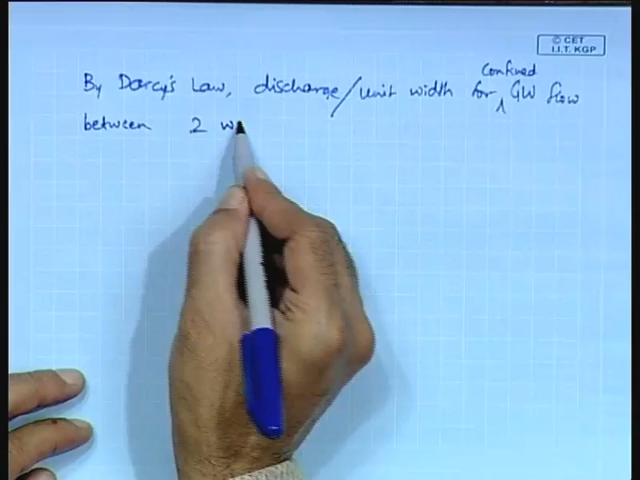 © CET
I.I.T. KGP
confined
By Darcy's Law, discharge/unit width for ^ GW flow
between 2 w